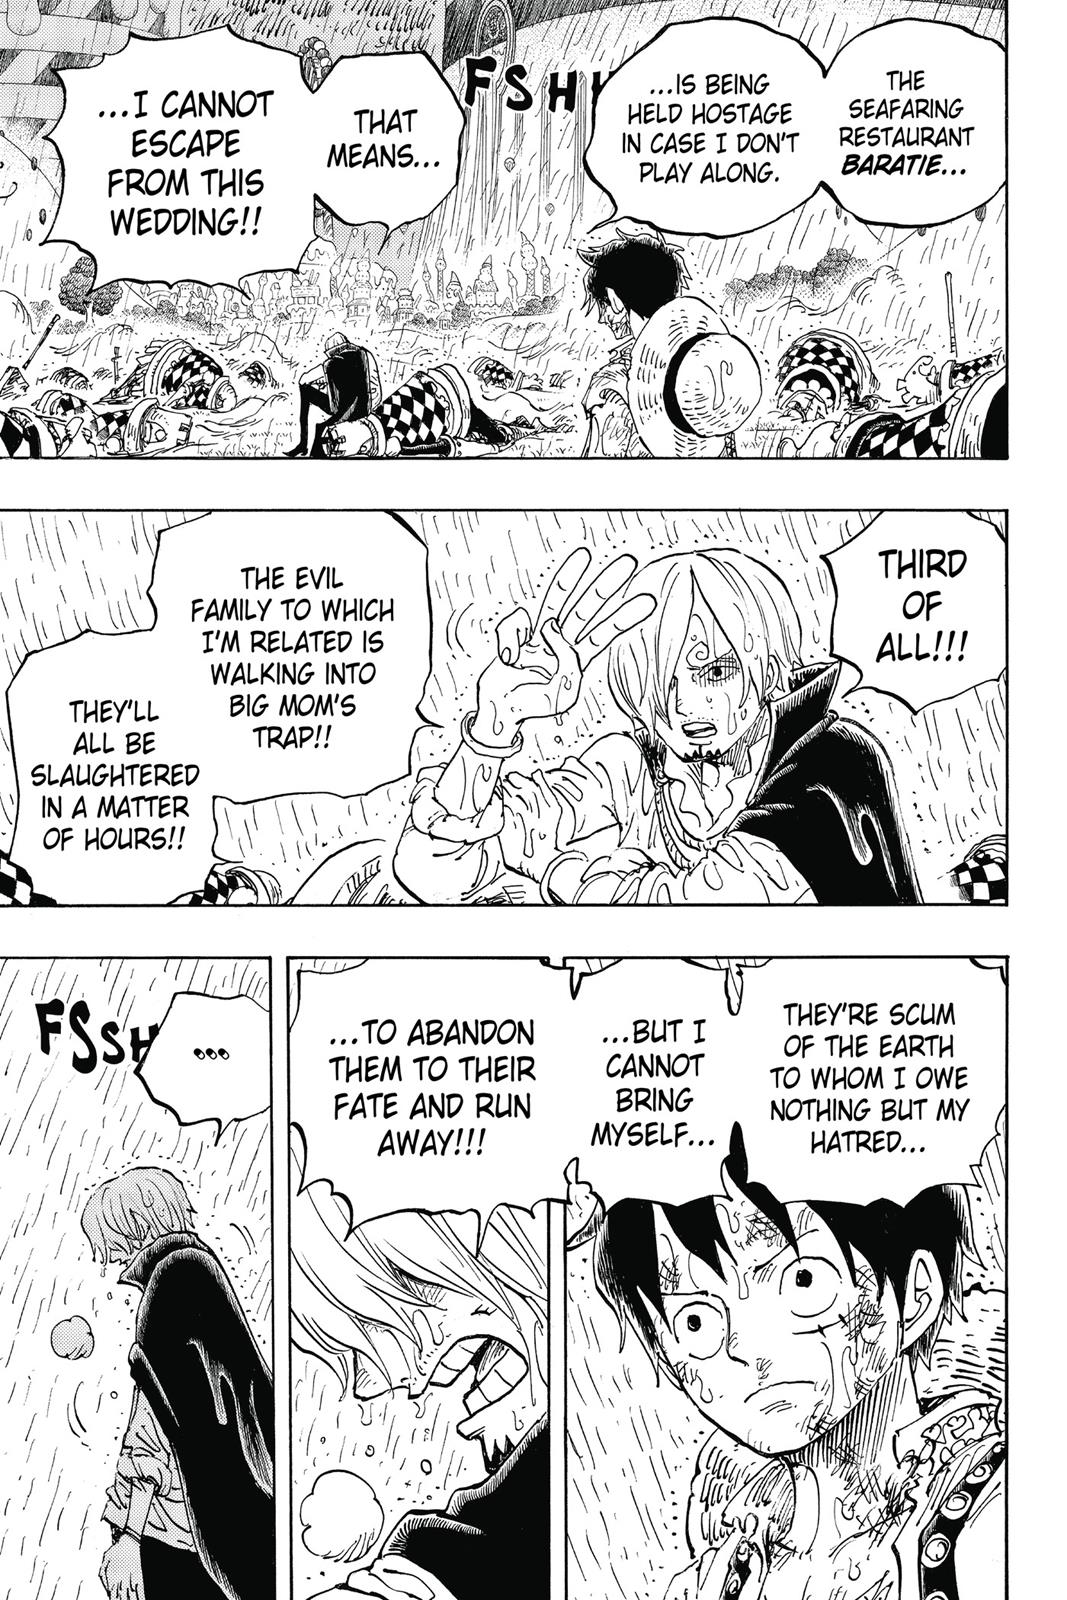 THE
SEAFARING
RESTAURANT
BARATIE...
...IS BEING
HELD HOSTAGE
IN CASE I DON'T
PLAY ALONG.
FSHH
THAT
MEANS...
...I CANNOT
ESCAPE
FROM THIS
WEDDING!!
THIRD
OF
ALL!!!
THE EVIL
FAMILY TO WHICH
I'M RELATED IS
WALKING INTO
BIG MOM'S
TRAP!!
THEY'LL
ALL BE
SLAUGHTERED
IN A MATTER
OF HOURS!!
THEY'RE SCUM
OF THE EARTH
TO WHOM I OWE
NOTHING BUT MY
HATRED...
...BUT I
CANNOT
BRING
MYSELF...
...TO ABANDON
THEM TO THEIR
FATE AND RUN
AWAY!!!
...
FSSSH